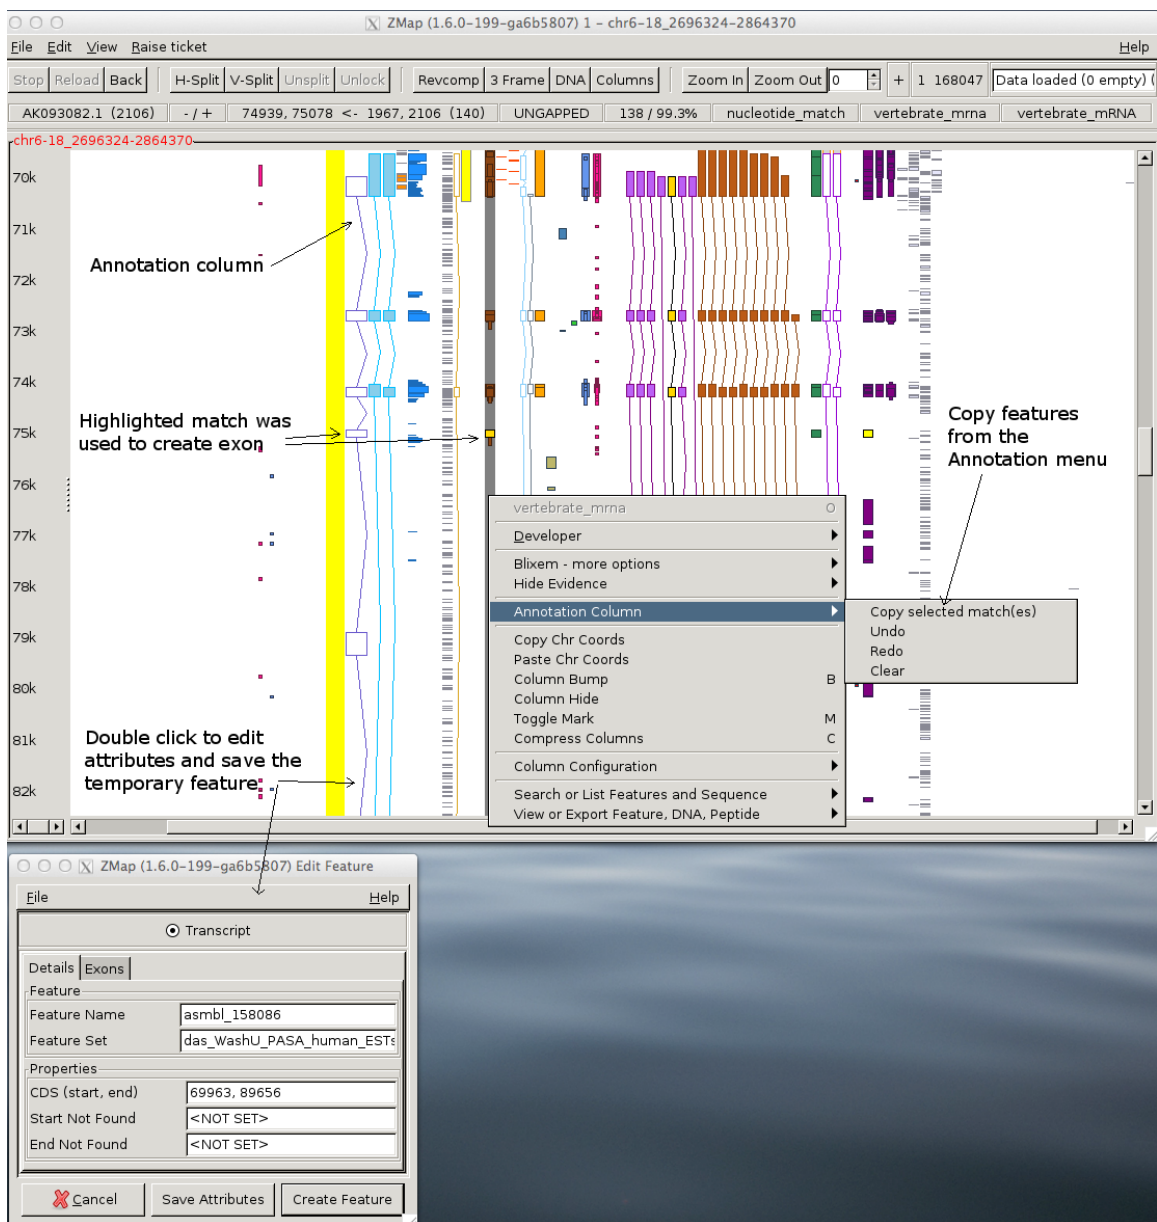 ZMap (1.6.0-199-ga6b5807) 1 - chr6-18_2696324-2864370
File Edit View Raise ticket Help
Stop Reload Back H-Split V-Split Unsplit Unlock Revcomp 3 Frame DNA Columns Zoom In Zoom Out 0 + 1 168047 Data loaded (0 empty) (
AK093082.1 (2106) - / + 74939, 75078 <- 1967, 2106 (140) UNGAPPED 138 / 99.3% nucleotide_match vertebrate_mrna vertebrate_mRNA
chr6-18_2696324-2864370
70k
71k
Annotation column
72k
73k
74k
Highlighted match was
used to create exon
75k
Copy features
from the
Annotation menu
76k
77k
78k
79k
80k
81k
82k
vertebrate_mrna O
Developer
Blixem - more options
Hide Evidence
Annotation Column
Copy Chr Coords
Paste Chr Coords
Column Bump B
Column Hide
Toggle Mark M
Compress Columns C
Column Configuration
Search or List Features and Sequence
View or Export Feature, DNA, Peptide
Copy selected match(es)
Undo
Redo
Clear
Double click to edit
attributes and save the
temporary feature
ZMap (1.6.0-199-ga6b5807) Edit Feature
File Help
Transcript
Details Exons
Feature
Feature Name asmbl_158086
Feature Set das_WashU_PASA_human_ESTs
Properties
CDS (start, end) 69963, 89656
Start Not Found <NOT SET>
End Not Found <NOT SET>
Cancel Save Attributes Create Feature